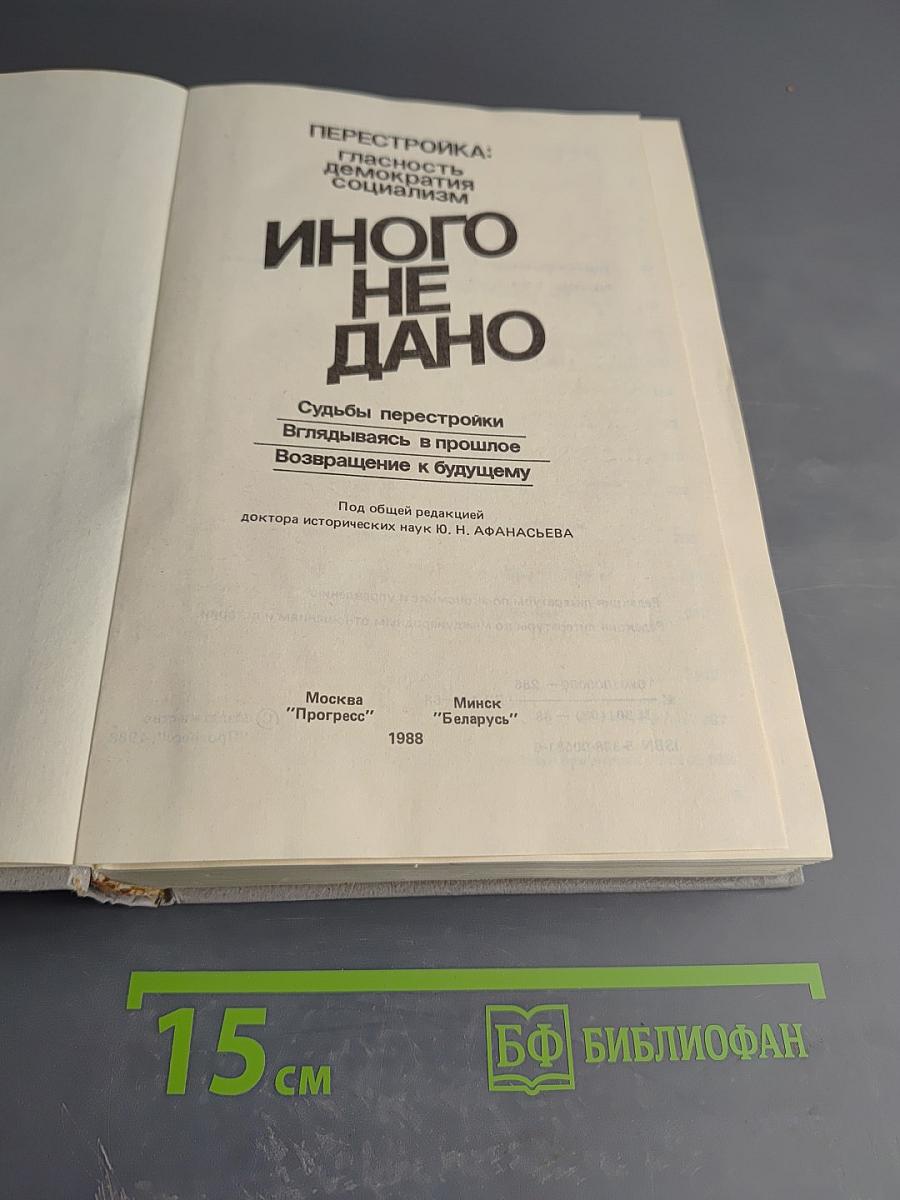 ПЕРЕСТРОЙКА:
гласность
демократия
социализм
ИНОГО
НЕ
ДАНО
Судьбы перестройки
Вглядываясь в прошлое
Возвращение к будущему
Под общей редакцией
доктора исторических наук Ю. Н. АФАНАСЬЕВА
Москва
"Прогресс"
Минск
"Беларусь"
1988
15 см
БФ БИБЛИОФАН